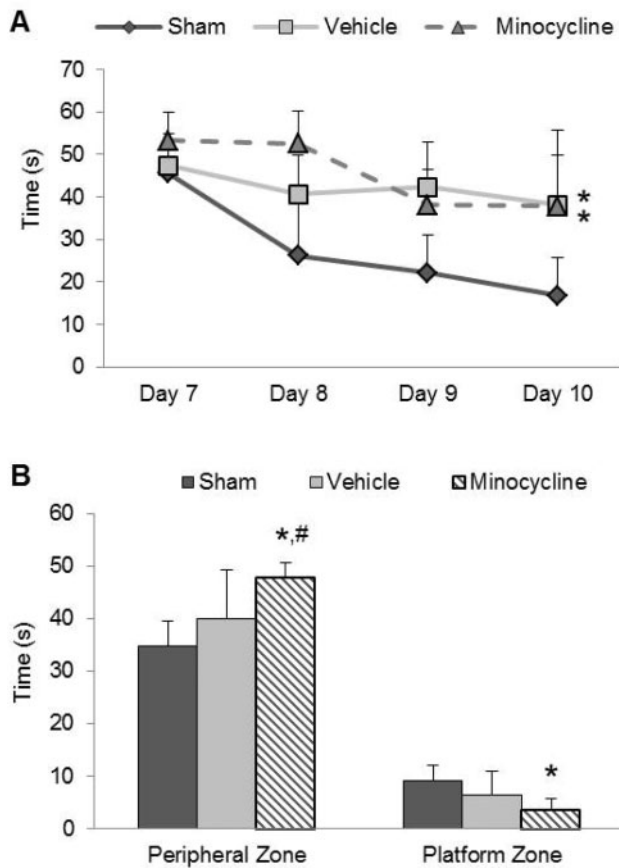 A
Sham Vehicle Minocycline
70
60
50
40
30
20
10
0
Time (s)
*
*
Day 7 Day 8 Day 9 Day 10
B
Sham Vehicle Minocycline
60
50
40
30
20
10
0
Time (s)
*,#
*
Peripheral Zone Platform Zone